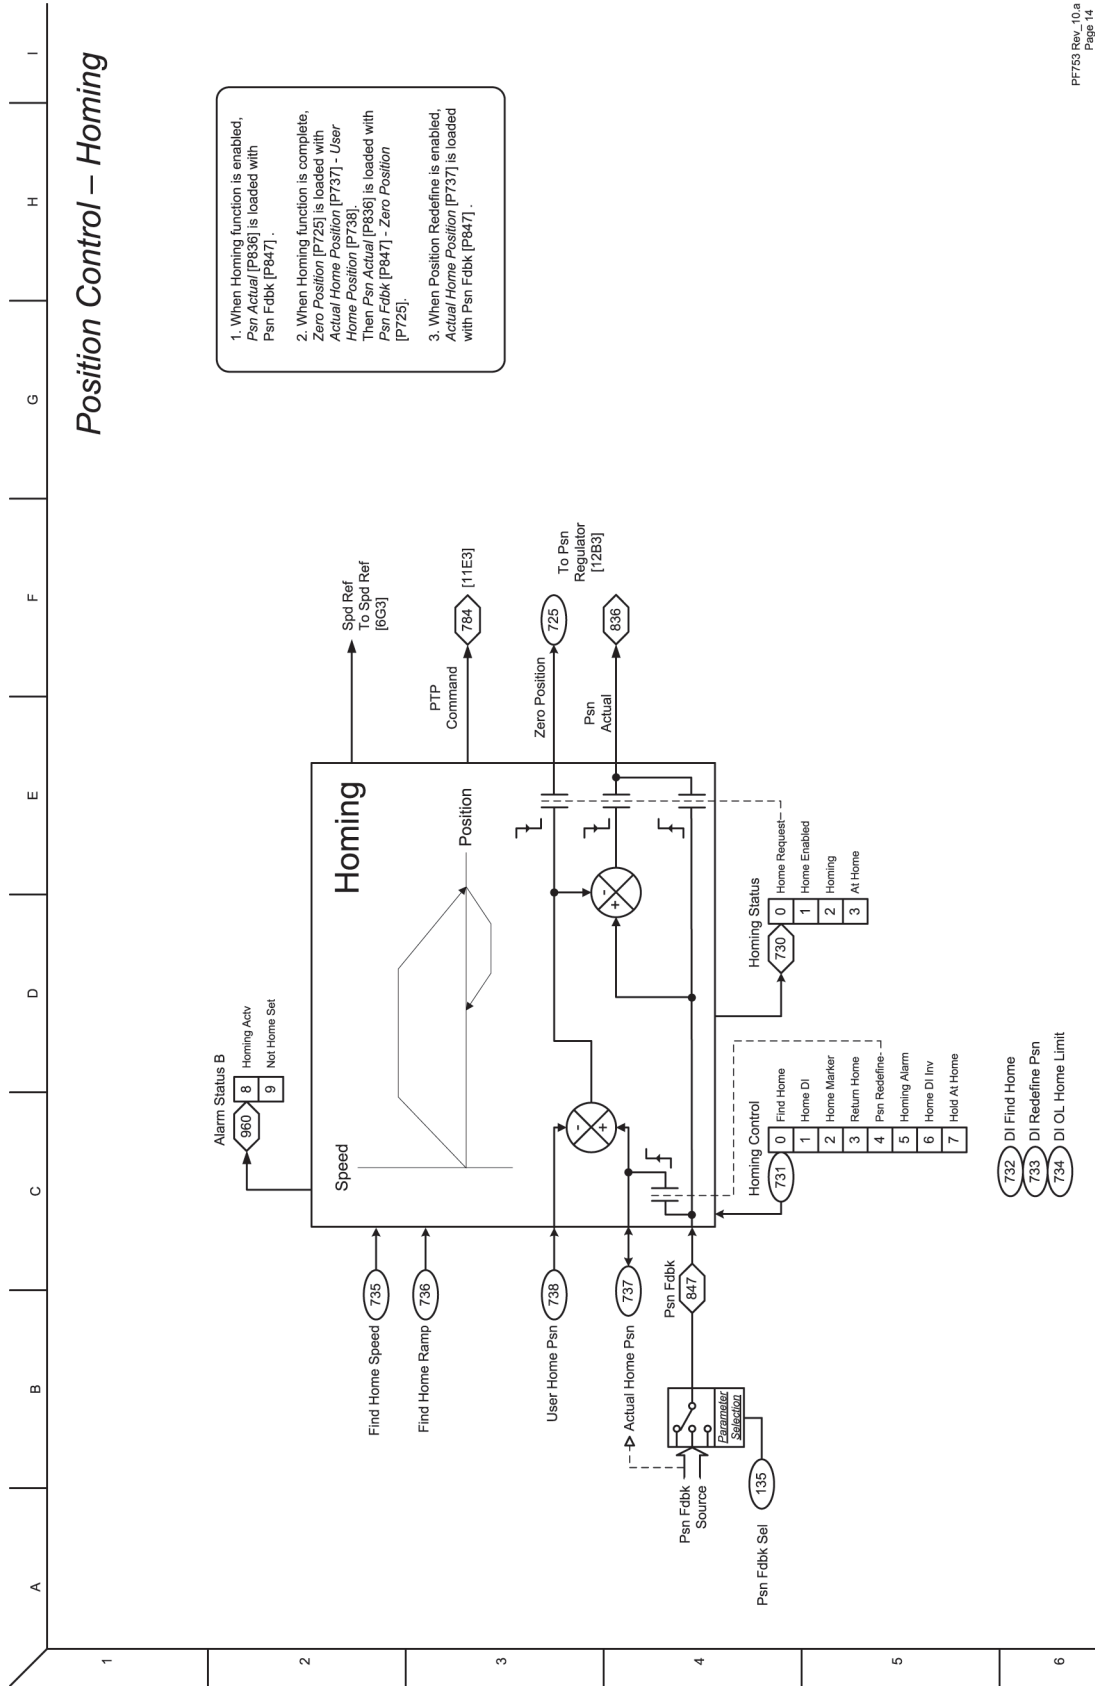 A
B
C
D
E
F
G
H
I
1
2
3
4
5
6
Position Control – Homing
1. When Homing function is enabled,
Psn Actual [P836] is loaded with
Psn Fdbk [P847] .
2. When Homing function is complete,
Zero Position [P725] is loaded with
Actual Home Position [P737] - User
Home Position [P738].
Then Psn Actual [P836] is loaded with
Psn Fdbk [P847] - Zero Position
[P725].
3. When Position Redefine is enabled,
Actual Home Position [P737] is loaded
with Psn Fdbk [P847] .
Alarm Status B
960
8 Homing Actv
9 Not Home Set
Homing
Speed
Position
Find Home Speed 735
Find Home Ramp 736
User Home Psn 738
Actual Home Psn 737
Psn Fdbk
847
Psn Fdbk
Source
Parameter
Selection
Psn Fdbk Sel 135
-
+
-
+
Spd Ref
To Spd Ref
[6G3]
PTP
Command
784 [11E3]
Zero Position
725
To Psn
Regulator
[12B3]
Psn
Actual
836
Homing Control
731
0 Find Home
1 Home DI
2 Home Marker
3 Return Home
4 Psn Redefine
5 Homing Alarm
6 Home DI Inv
7 Hold At Home
Homing Status
730
0 Home Request
1 Home Enabled
2 Homing
3 At Home
732 DI Find Home
733 DI Redefine Psn
734 DI OL Home Limit
PF753 Rev_10.a
Page 14